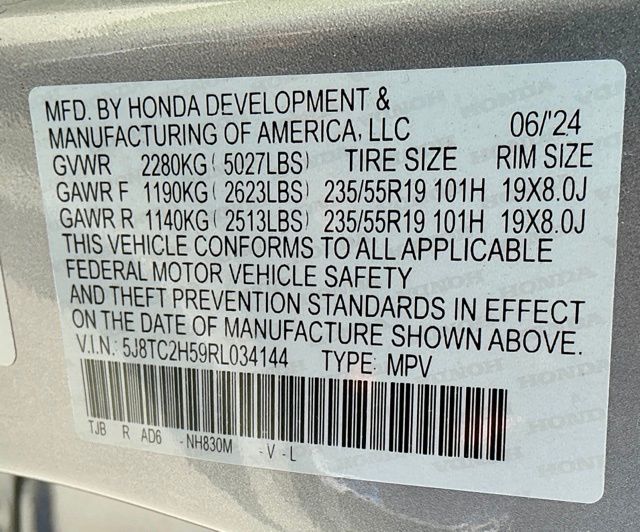 MFD. BY HONDA DEVELOPMENT &
MANUFACTURING OF AMERICA, LLC 06/'24
GVWR 2280KG(5027LBS) TIRE SIZE RIM SIZE
GAWR F 1190KG(2623LBS) 235/55R19 101H 19X8.0J
GAWR R 1140KG(2513LBS) 235/55R19 101H 19X8.0J
THIS VEHICLE CONFORMS TO ALL APPLICABLE
FEDERAL MOTOR VEHICLE SAFETY
AND THEFT PREVENTION STANDARDS IN EFFECT
ON THE DATE OF MANUFACTURE SHOWN ABOVE.
V.I.N.: 5J8TC2H59RL034144 TYPE: MPV
TJB R AD6 -NH830M -V-L